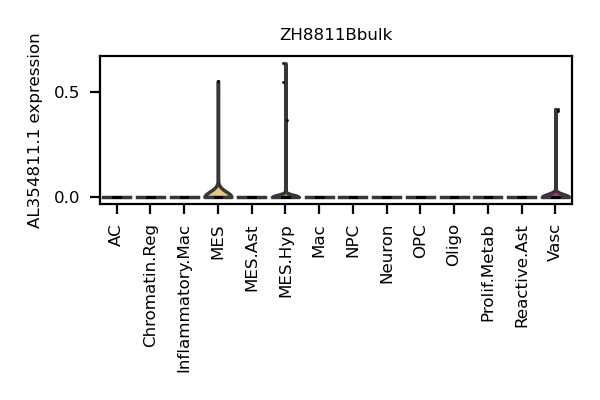 ZH8811Bbulk
AL354811.1 expression
0.5
0.0
AC
Chromatin.Reg
Inflammatory.Mac
MES
MES.Ast
MES.Hyp
Mac
NPC
Neuron
OPC
Oligo
Prolif.Metab
Reactive.Ast
Vasc